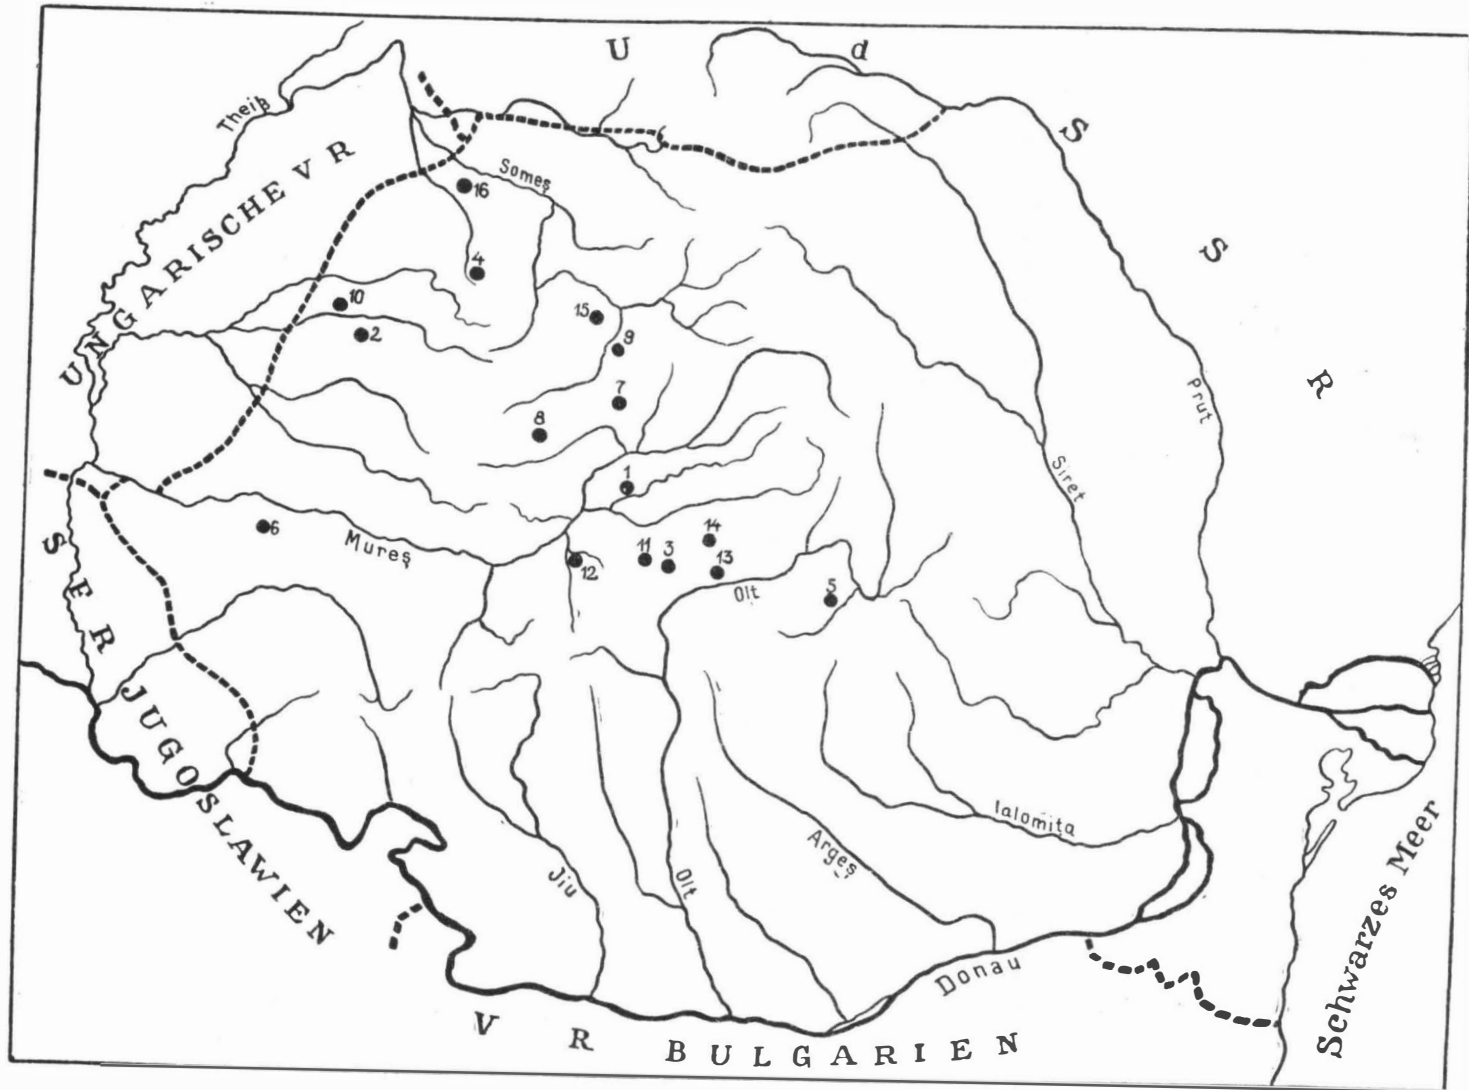 U d S S R
Theiß
UNGARISCHE V R
Someș
16
4
10
2
15
9
7
8
1
Prut
Siret
6
Mureș
14
11 3
13
12
Olt
5
SER
JUGOSLAWIEN
Ialomița
Argeș
Jiu
Olt
Donau
Schwarzes Meer
V R BULGARIEN